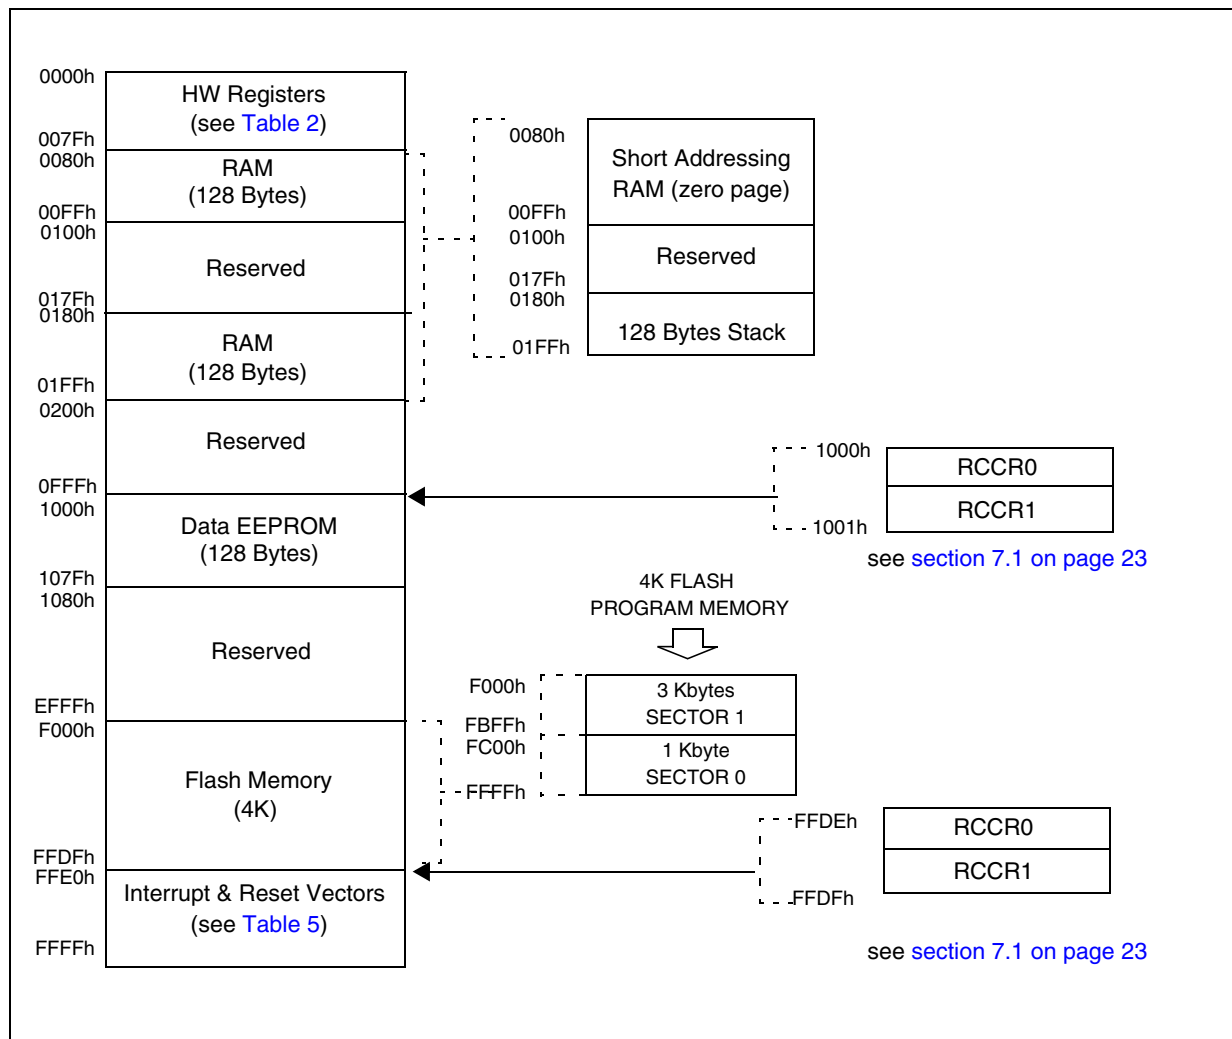 0000h
HW Registers
(see Table 2)
007Fh
0080h
RAM
(128 Bytes)
00FFh
0100h
Reserved
017Fh
0180h
RAM
(128 Bytes)
01FFh
0200h
Reserved
0FFFh
1000h
Data EEPROM
(128 Bytes)
107Fh
1080h
Reserved
EFFFh
F000h
Flash Memory
(4K)
FFDFh
FFE0h
Interrupt & Reset Vectors
(see Table 5)
FFFFh
0080h
Short Addressing
RAM (zero page)
00FFh
0100h
Reserved
017Fh
0180h
128 Bytes Stack
01FFh
1000h
RCCR0
RCCR1
1001h
see section 7.1 on page 23
4K FLASH
PROGRAM MEMORY
F000h
3 Kbytes
SECTOR 1
FBFFh
FC00h
1 Kbyte
SECTOR 0
FFFFh
FFDEh
RCCR0
RCCR1
FFDFh
see section 7.1 on page 23